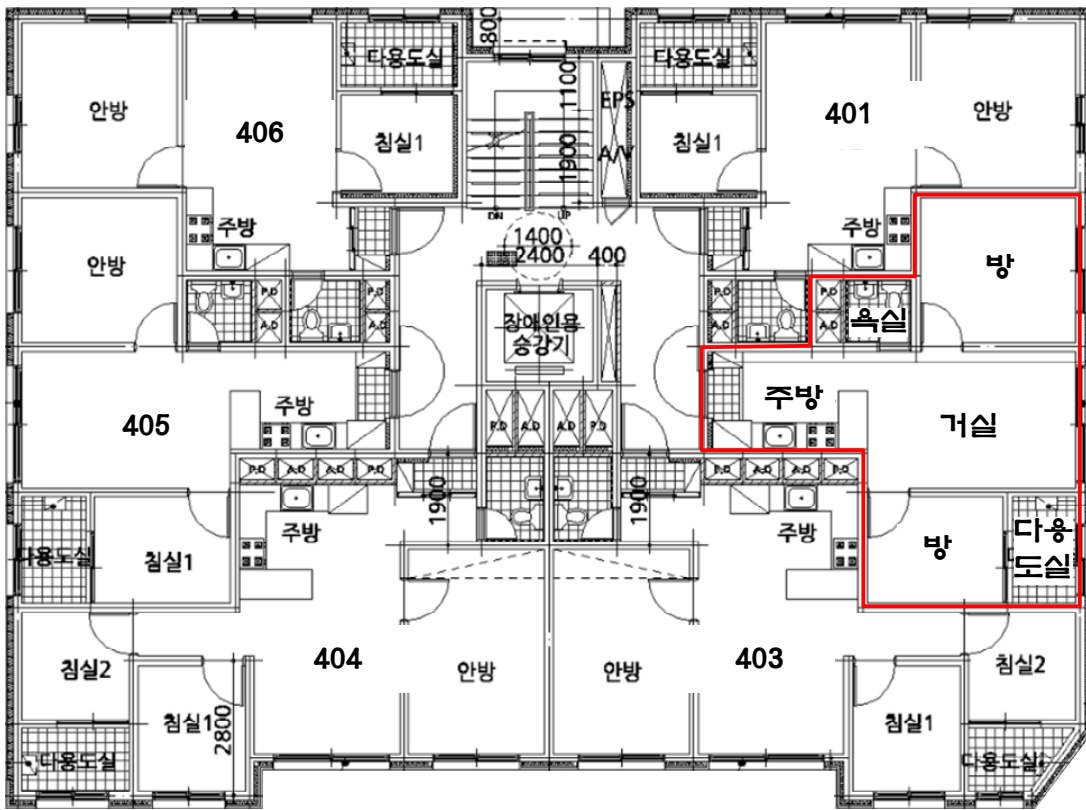 800
다용도실
다용도실
안방
406
침실1
1100
1900
EPS
A/V
침실1
401
안방
DN
UP
주방
1400
2400
400
주방
안방
방
P.D
A.D
P.D
A.D
장애인용
승강기
P.D
A.D
P.D
A.D
욕실
405
주방
P.D
A.D
A.D
P.D
주방
거실
P.D
A.D
A.D
P.D
1900
1900
A.D
A.D
P.D
주방
주방
다용도실
침실1
방
다용
도실
침실2
404
안방
안방
403
침실2
침실1
2800
침실1
다용도실
다용도실